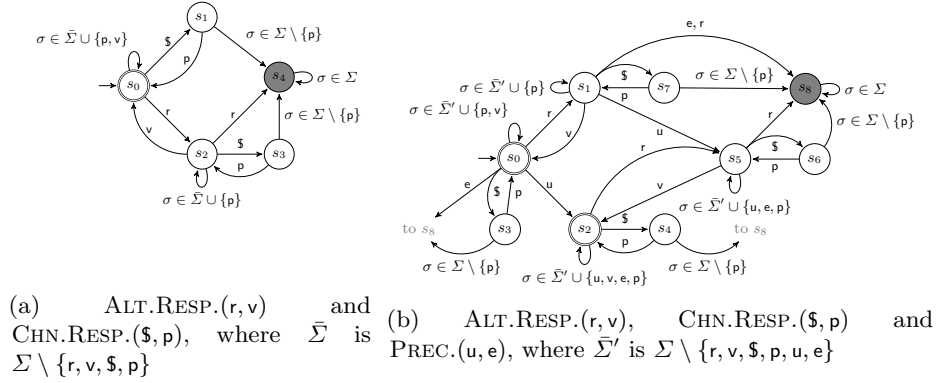 s₁
σ ∈ Σ̄ ∪ {p, v}
$
σ ∈ Σ \ {p}
p
s₀
s₄
σ ∈ Σ
r
r
σ ∈ Σ \ {p}
v
s₂
$
s₃
p
σ ∈ Σ̄ ∪ {p}
(a) ALT.RESP.(r, v) and
CHN.RESP.($, p), where Σ̄ is
Σ \ {r, v, $, p}
e, r
σ ∈ Σ̄′ ∪ {p}
s₁
$
s₇
σ ∈ Σ \ {p}
s₈
σ ∈ Σ
p
σ ∈ Σ̄′ ∪ {p, v}
r
v
u
r
σ ∈ Σ \ {p}
s₀
r
s₅
$
s₆
p
e
$
p
u
v
σ ∈ Σ̄′ ∪ {u, e, p}
to s₈
s₃
s₂
$
s₄
to s₈
p
σ ∈ Σ \ {p}
σ ∈ Σ \ {p}
σ ∈ Σ̄′ ∪ {u, v, e, p}
(b) ALT.RESP.(r, v), CHN.RESP.($, p) and
PREC.(u, e), where Σ̄′ is Σ \ {r, v, $, p, u, e}